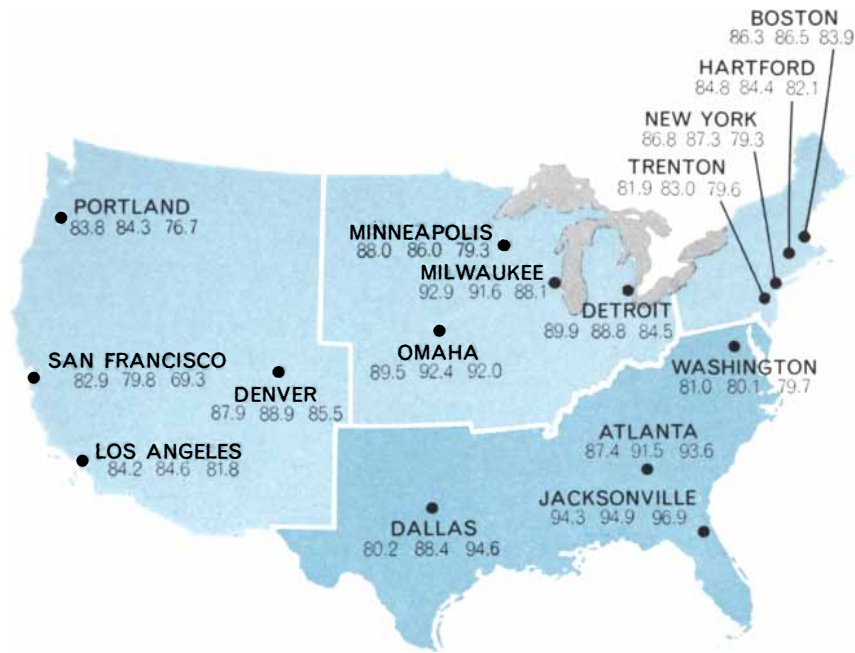 BOSTON
86.3 86.5 83.9
HARTFORD
84.8 84.4 82.1
NEW YORK
86.8 87.3 79.3
TRENTON
81.9 83.0 79.6
PORTLAND
83.8 84.3 76.7
MINNEAPOLIS
88.0 86.0 79.3
MILWAUKEE
92.9 91.6 88.1
DETROIT
89.9 88.8 84.5
OMAHA
89.5 92.4 92.0
SAN FRANCISCO
82.9 79.8 69.3
DENVER
87.9 88.9 85.5
WASHINGTON
81.0 80.1 79.7
LOS ANGELES
84.2 84.6 81.8
ATLANTA
87.4 91.5 93.6
JACKSONVILLE
94.3 94.9 96.9
DALLAS
80.2 88.4 94.6